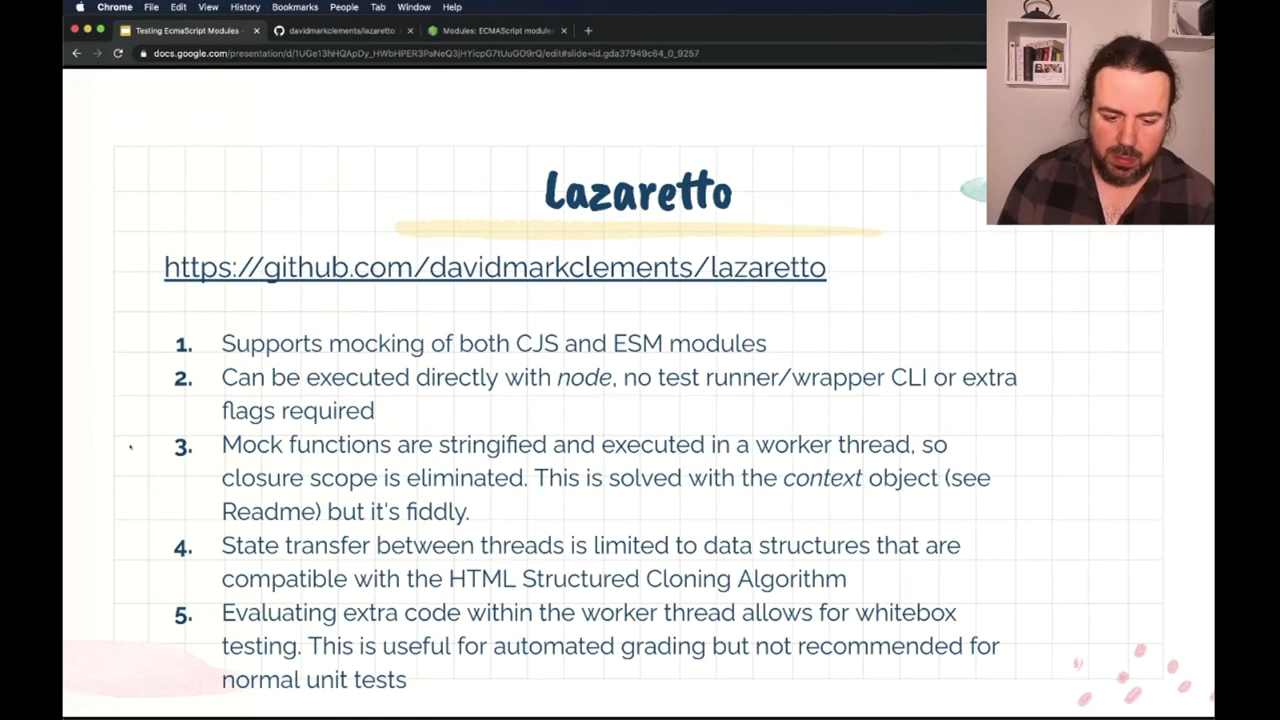 Chrome File Edit View History Bookmarks People Tab Window Help
Testing EcmaScript Modules - davidmarkclements/lazaretto Modules: ECMAScript module
docs.google.com/presentation/d/1UGe13hHQApDy_HWbHPER3PaNeQ3jHYicpG7tUuGO9rQ/edit#slide=id.gda37949c64_0_9257
Lazaretto
https://github.com/davidmarkclements/lazaretto
1. Supports mocking of both CJS and ESM modules
2. Can be executed directly with node, no test runner/wrapper CLI or extra
flags required
3. Mock functions are stringified and executed in a worker thread, so
closure scope is eliminated. This is solved with the context object (see
Readme) but it's fiddly.
4. State transfer between threads is limited to data structures that are
compatible with the HTML Structured Cloning Algorithm
5. Evaluating extra code within the worker thread allows for whitebox
testing. This is useful for automated grading but not recommended for
normal unit tests